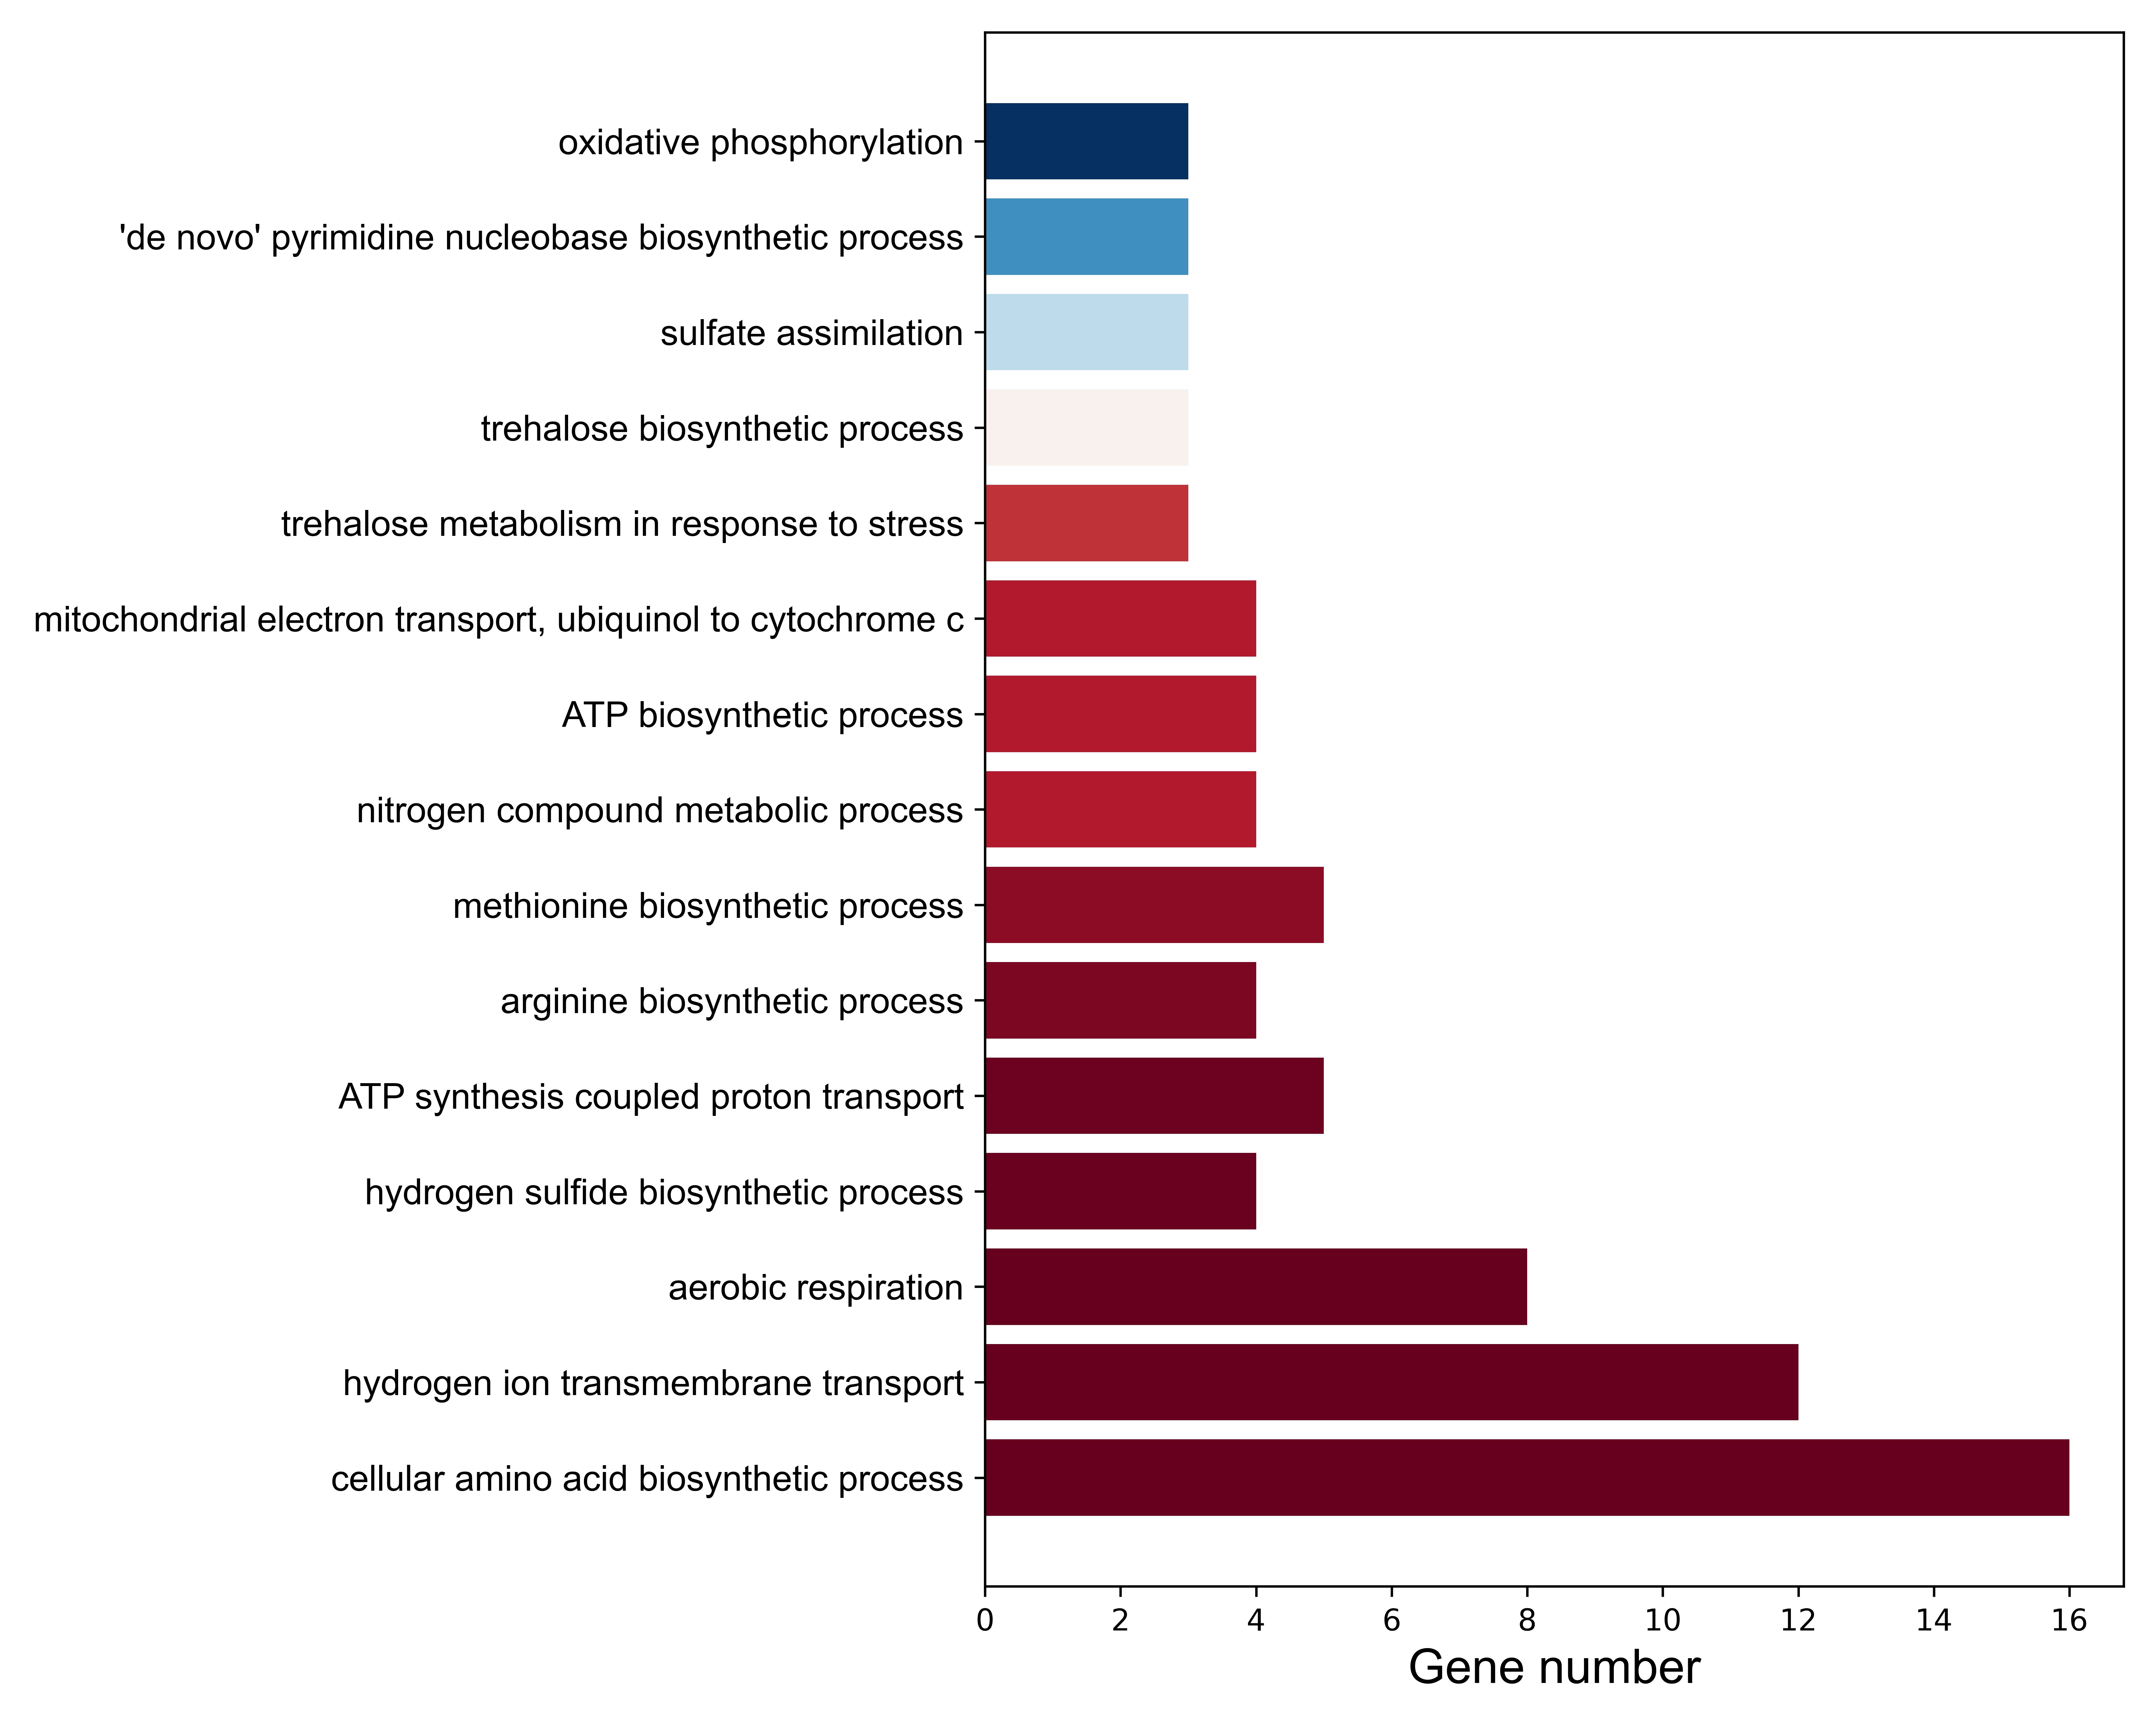 oxidative phosphorylation
'de novo' pyrimidine nucleobase biosynthetic process
sulfate assimilation
trehalose biosynthetic process
trehalose metabolism in response to stress
mitochondrial electron transport, ubiquinol to cytochrome c
ATP biosynthetic process
nitrogen compound metabolic process
methionine biosynthetic process
arginine biosynthetic process
ATP synthesis coupled proton transport
hydrogen sulfide biosynthetic process
aerobic respiration
hydrogen ion transmembrane transport
cellular amino acid biosynthetic process
0 2 4 6 8 10 12 14 16
Gene number